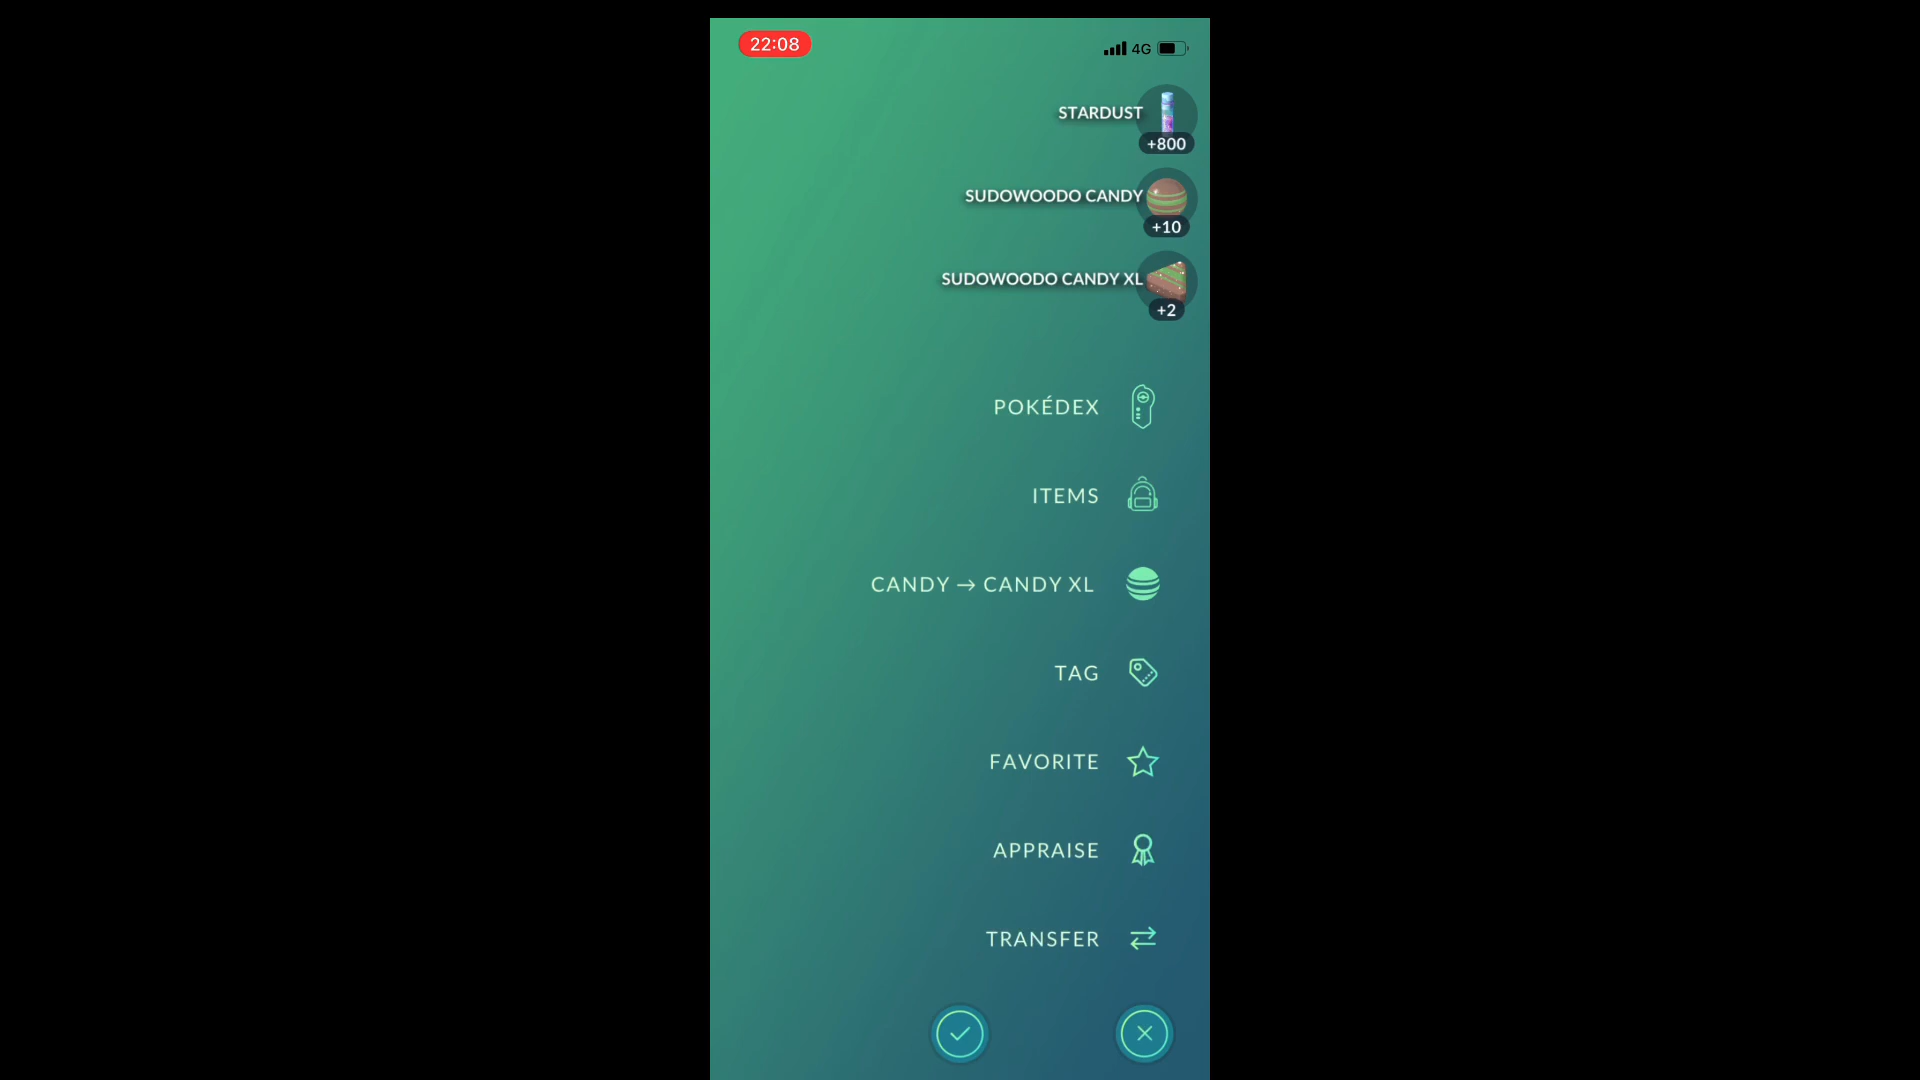 22:08
4G
STARDUST
+800
SUDOWOODO CANDY
+10
SUDOWOODO CANDY XL
+2
POKÉDEX
ITEMS
CANDY → CANDY XL
TAG
FAVORITE
APPRAISE
TRANSFER